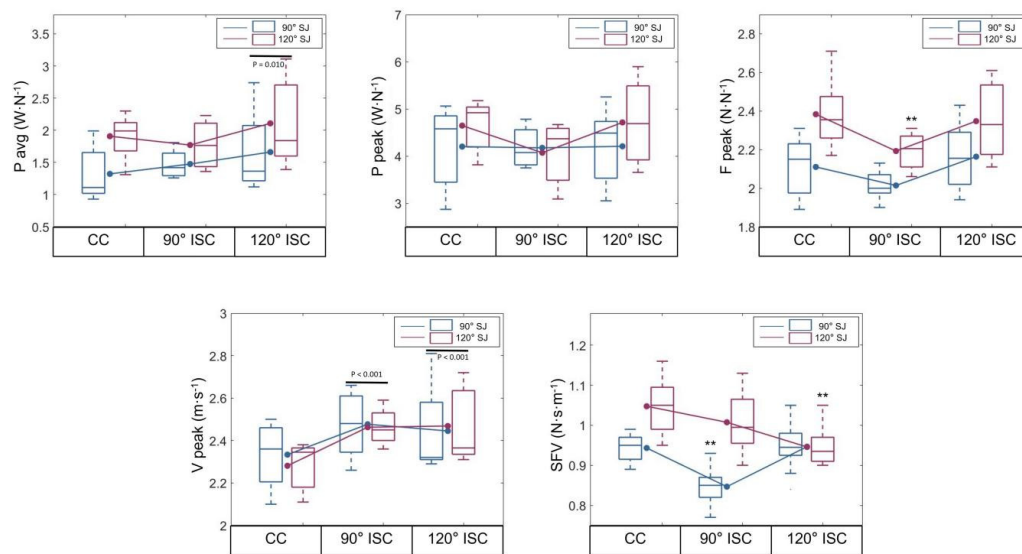 P avg (W·N⁻¹)
3.5
3
2.5
2
1.5
1
0.5
90° SJ
120° SJ
P = 0.010
CC 90° ISC 120° ISC
P peak (W·N⁻¹)
7
6
5
4
3
90° SJ
120° SJ
CC 90° ISC 120° ISC
F peak (N·N⁻¹)
2.8
2.6
2.4
2.2
2
1.8
90° SJ
120° SJ
**
CC 90° ISC 120° ISC
V peak (m·s⁻¹)
3
2.8
2.6
2.4
2.2
2
90° SJ
120° SJ
P < 0.001
P < 0.001
CC 90° ISC 120° ISC
SFV (N·s·m⁻¹)
1.2
1.1
1
0.9
0.8
90° SJ
120° SJ
**
**
CC 90° ISC 120° ISC